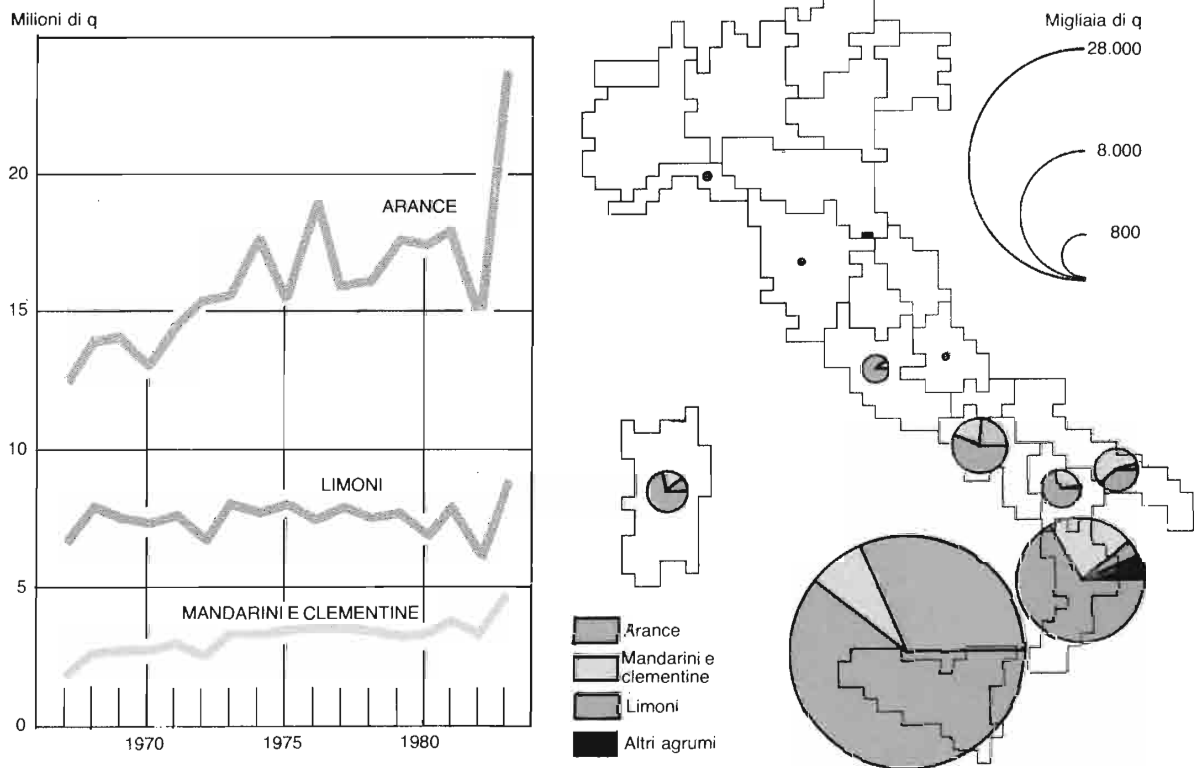 Milioni di q
20
15
10
5
0
1970
1975
1980
ARANCE
LIMONI
MANDARINI E CLEMENTINE
Migliaia di q
28.000
8.000
800
Arance
Mandarini e
clementine
Limoni
Altri agrumi